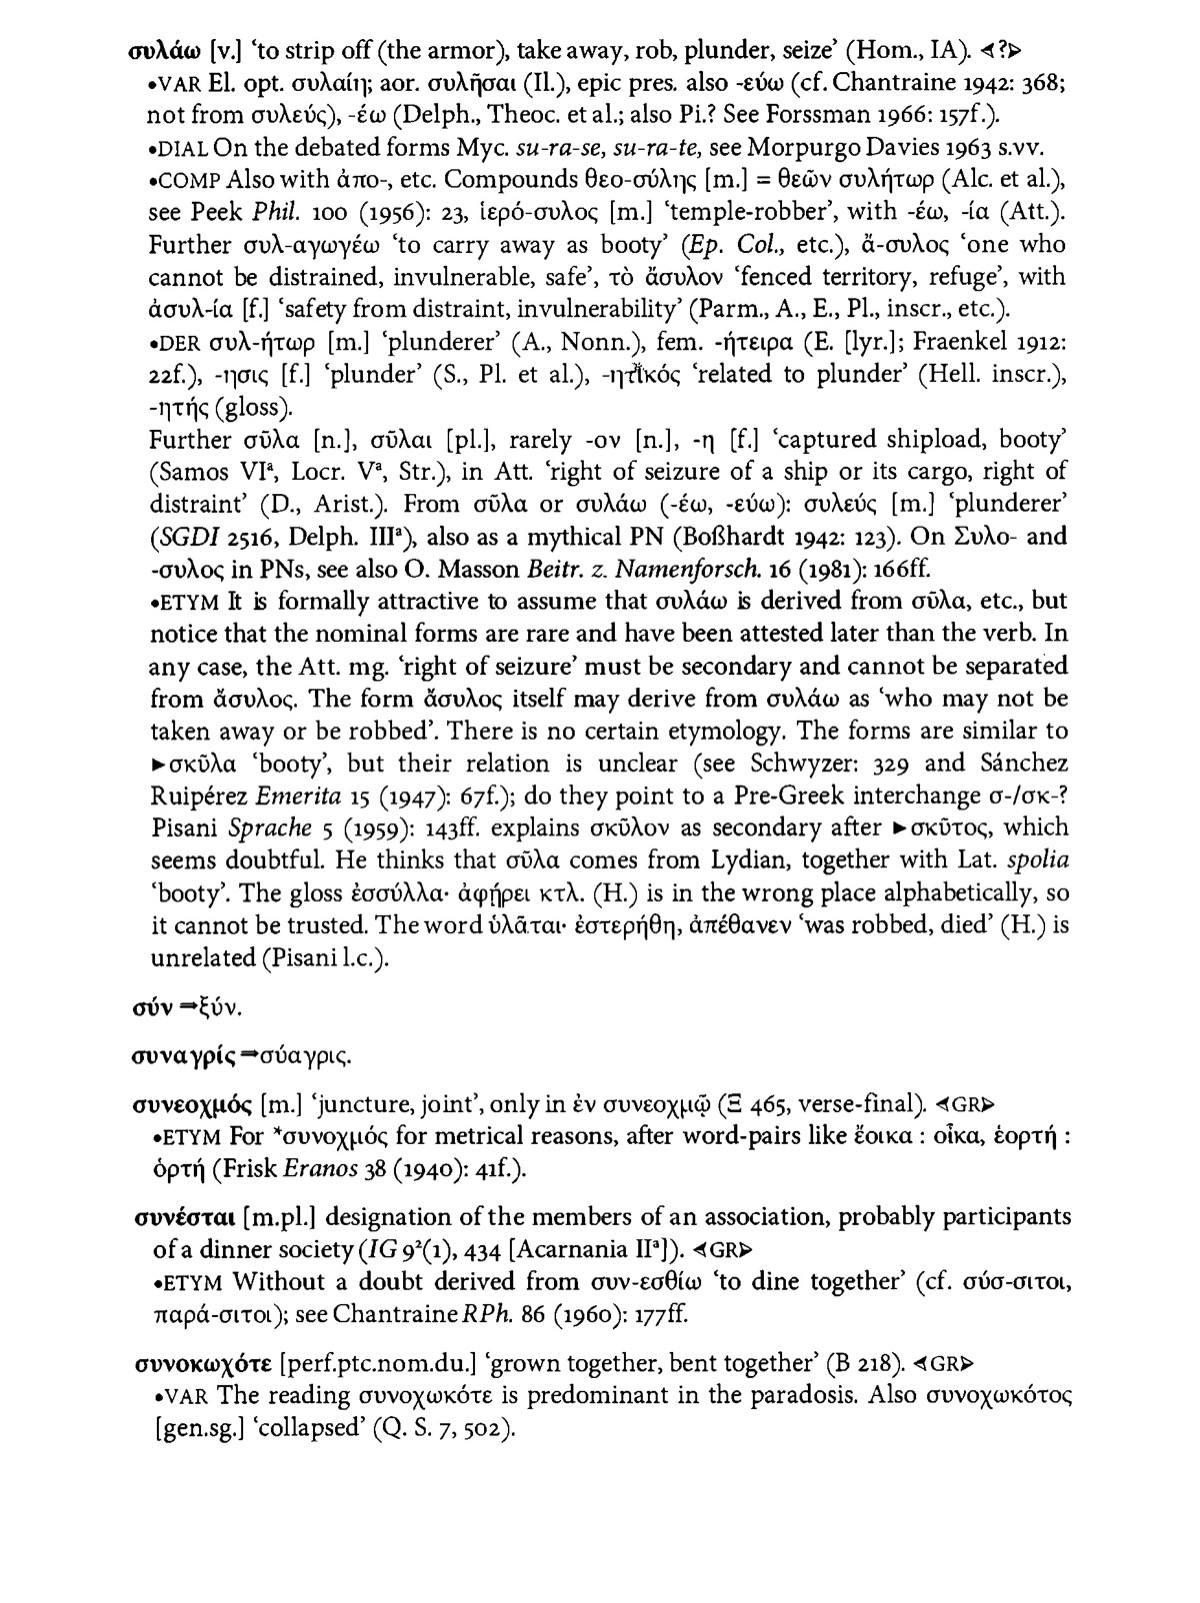 συλάω [v.] ‘to strip off (the armor), take away, rob, plunder, seize’ (Hom., IA). ⊲?⊳
•VAR El. opt. συλαίη; aor. συλῆσαι (Il.), epic pres. also -εύω (cf. Chantraine 1942: 368;
not from συλεύς), -έω (Delph., Theoc. et al.; also Pi.? See Forssman 1966: 157f.).
•DIAL On the debated forms Myc. su-ra-se, su-ra-te, see Morpurgo Davies 1963 s.vv.
•COMP Also with ἀπο-, etc. Compounds θεο-σύλης [m.] = θεῶν συλήτωρ (Alc. et al.),
see Peek Phil. 100 (1956): 23, ἱερό-συλος [m.] ‘temple-robber’, with -έω, -ία (Att.).
Further συλ-αγωγέω ‘to carry away as booty’ (Ep. Col., etc.), ἄ-συλος ‘one who
cannot be distrained, invulnerable, safe’, τὸ ἄσυλον ‘fenced territory, refuge’, with
ἀσυλ-ία [f.] ‘safety from distraint, invulnerability’ (Parm., A., E., Pl., inscr., etc.).
•DER συλ-ήτωρ [m.] ‘plunderer’ (A., Nonn.), fem. -ήτειρα (E. [lyr.]; Fraenkel 1912:
22f.), -ησις [f.] ‘plunder’ (S., Pl. et al.), -ητικός ‘related to plunder’ (Hell. inscr.),
-ητής (gloss).
Further σῦλα [n.], σῦλαι [pl.], rarely -ον [n.], -η [f.] ‘captured shipload, booty’
(Samos VIᵃ, Locr. Vᵃ, Str.), in Att. ‘right of seizure of a ship or its cargo, right of
distraint’ (D., Arist.). From σῦλα or συλάω (-έω, -εύω): συλεύς [m.] ‘plunderer’
(SGDI 2516, Delph. IIIᵃ), also as a mythical PN (Boßhardt 1942: 123). On Συλο- and
-συλος in PNs, see also O. Masson Beitr. z. Namenforsch. 16 (1981): 166ff.
•ETYM It is formally attractive to assume that συλάω is derived from σῦλα, etc., but
notice that the nominal forms are rare and have been attested later than the verb. In
any case, the Att. mg. ‘right of seizure’ must be secondary and cannot be separated
from ἄσυλος. The form ἄσυλος itself may derive from συλάω as ‘who may not be
taken away or be robbed’. There is no certain etymology. The forms are similar to
►σκῦλα ‘booty’, but their relation is unclear (see Schwyzer: 329 and Sánchez
Ruipérez Emerita 15 (1947): 67f.); do they point to a Pre-Greek interchange σ-/σκ-?
Pisani Sprache 5 (1959): 143ff. explains σκῦλον as secondary after ►σκῦτος, which
seems doubtful. He thinks that σῦλα comes from Lydian, together with Lat. spolia
‘booty’. The gloss ἐσσύλλα· ἀφῄρει κτλ. (H.) is in the wrong place alphabetically, so
it cannot be trusted. The word ὑλᾶται· ἐστερήθη, ἀπέθανεν ‘was robbed, died’ (H.) is
unrelated (Pisani l.c.).
σύν ⇒ξύν.
συναγρίς ⇒σύαγρις.
συνεοχμός [m.] ‘juncture, joint’, only in ἐν συνεοχμῷ (Ξ 465, verse-final). ⊲GR⊳
•ETYM For *συνοχμός for metrical reasons, after word-pairs like ἔοικα : οἶκα, ἑορτή :
ὁρτή (Frisk Eranos 38 (1940): 41f.).
συνέσται [m.pl.] designation of the members of an association, probably participants
of a dinner society (IG 9²(1), 434 [Acarnania IIᵃ]). ⊲GR⊳
•ETYM Without a doubt derived from συν-εσθίω ‘to dine together’ (cf. σύσ-σιτοι,
παρά-σιτοι); see Chantraine RPh. 86 (1960): 177ff.
συνοκωχότε [perf.ptc.nom.du.] ‘grown together, bent together’ (Β 218). ⊲GR⊳
•VAR The reading συνοχωκότε is predominant in the paradosis. Also συνοχωκότος
[gen.sg.] ‘collapsed’ (Q. S. 7, 502).